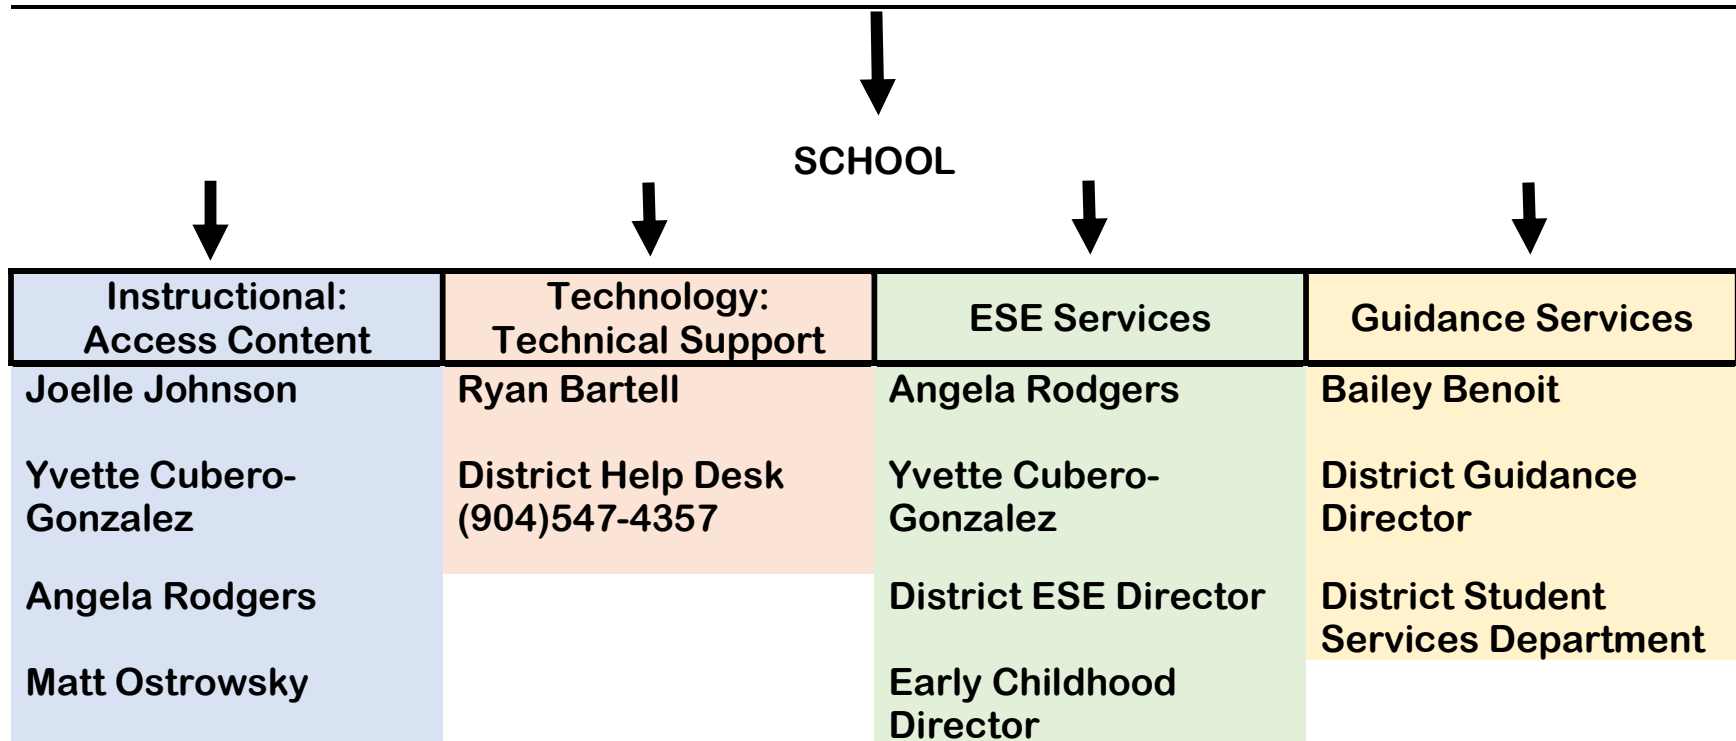 SCHOOL
Instructional:
Access Content
Technology:
Technical Support
ESE Services
Guidance Services
Joelle Johnson
Ryan Bartell
Angela Rodgers
Bailey Benoit
Yvette Cubero-
Gonzalez
District Help Desk
(904)547-4357
Yvette Cubero-
Gonzalez
District Guidance
Director
Angela Rodgers
District ESE Director
District Student
Services Department
Matt Ostrowsky
Early Childhood
Director